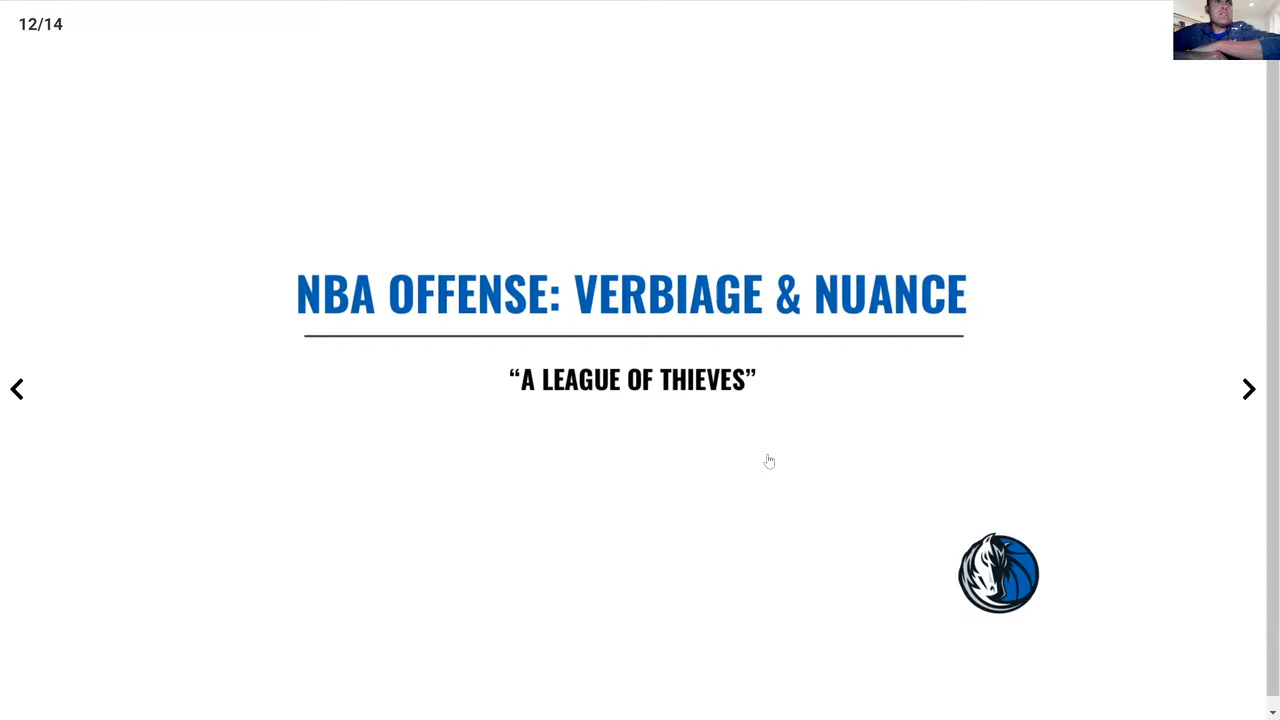 12/14
NBA OFFENSE: VERBIAGE & NUANCE
“A LEAGUE OF THIEVES”